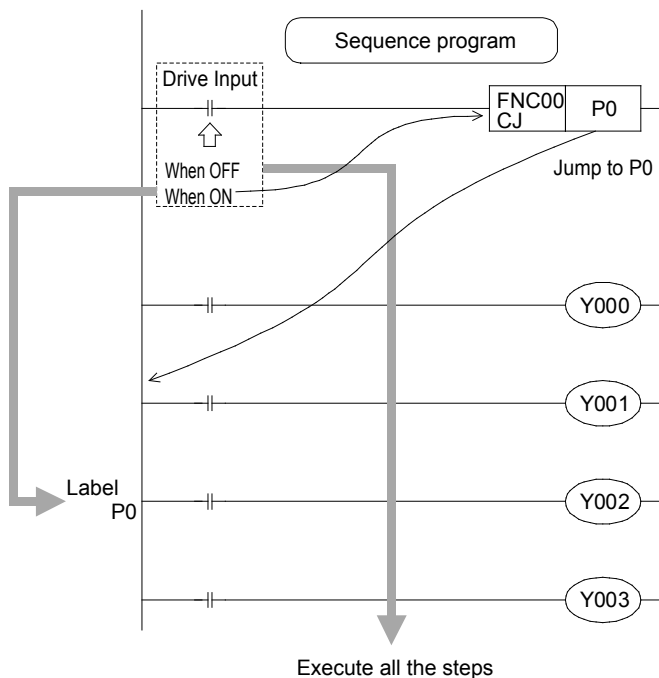 Sequence program
Drive Input
FNC00
CJ
P0
When OFF
When ON
Jump to P0
Y000
Y001
Label
P0
Y002
Y003
Execute all the steps